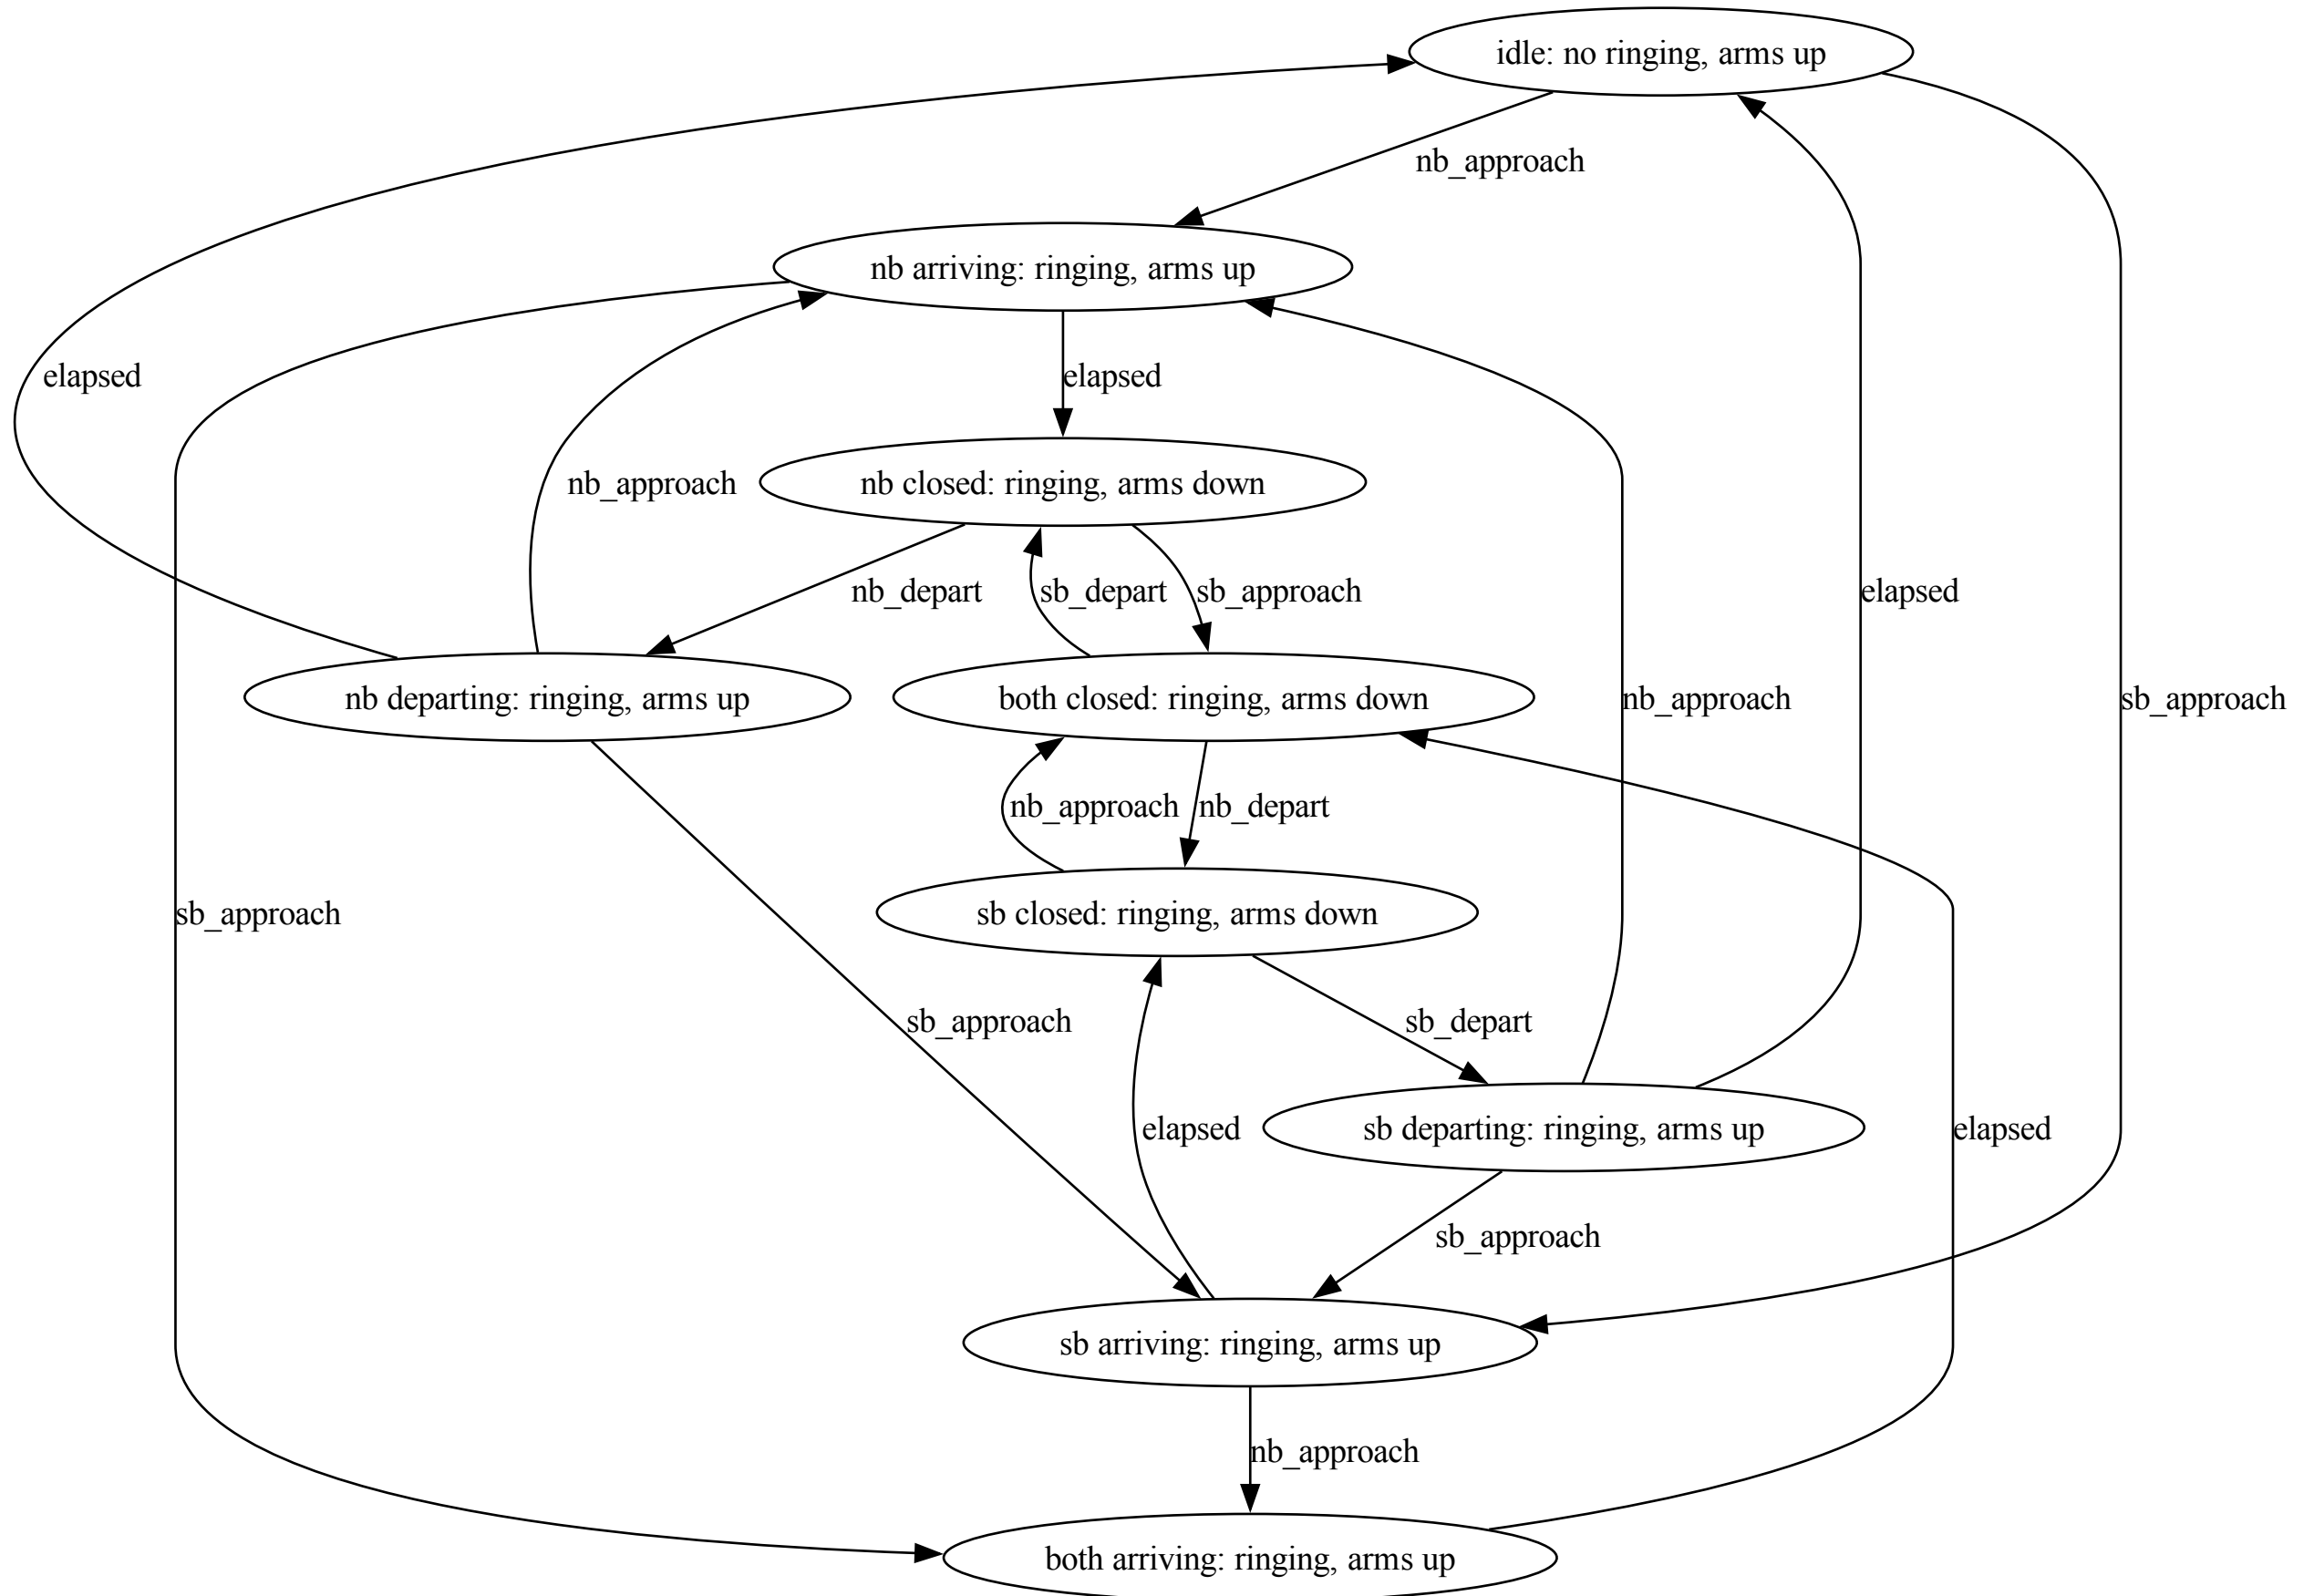 idle: no ringing, arms up
nb_approach
nb arriving: ringing, arms up
elapsed
elapsed
nb_approach
nb closed: ringing, arms down
nb_depart
sb_depart
sb_approach
elapsed
nb departing: ringing, arms up
both closed: ringing, arms down
nb_approach
sb_approach
nb_approach
nb_depart
sb_approach
sb closed: ringing, arms down
sb_approach
sb_depart
elapsed
sb departing: ringing, arms up
elapsed
sb_approach
sb arriving: ringing, arms up
nb_approach
both arriving: ringing, arms up